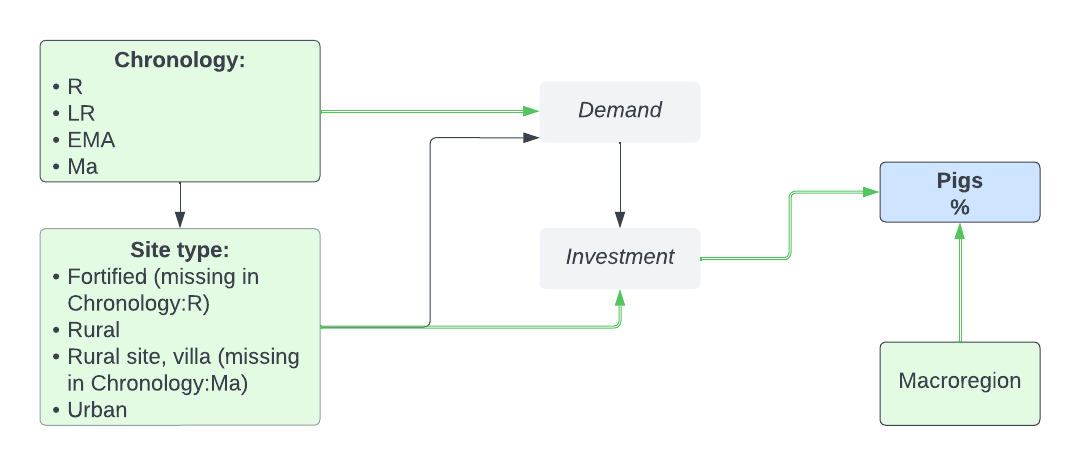 Chronology:
• R
• LR
• EMA
• Ma
Site type:
• Fortified (missing in
Chronology:R)
• Rural
• Rural site, villa (missing
in Chronology:Ma)
• Urban
Demand
Investment
Pigs
%
Macroregion